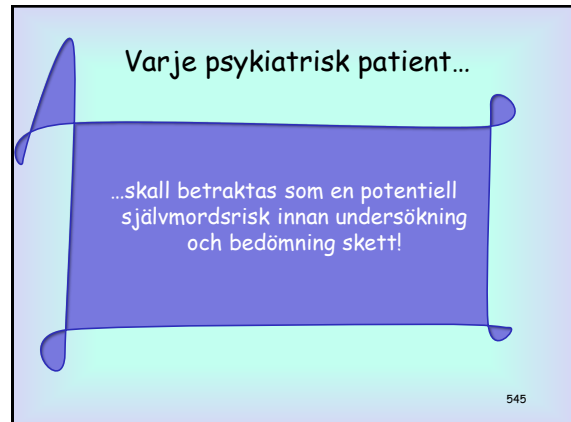 Varje psykiatrisk patient…
…skall betraktas som en potentiell
självmordsrisk innan undersökning
och bedömning skett!
545